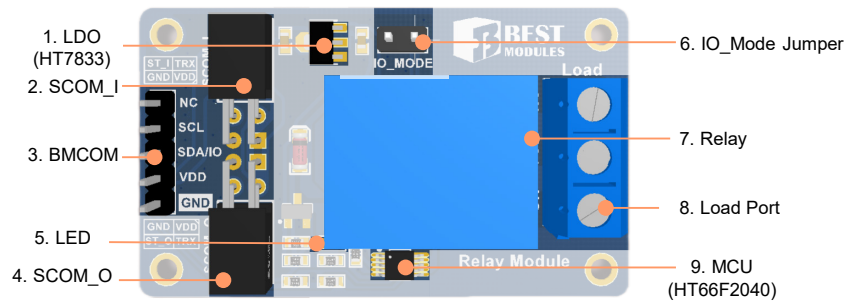 1. LDO
(HT7833)
2. SCOM_I
3. BMCOM
5. LED
4. SCOM_O
6. IO_Mode Jumper
7. Relay
8. Load Port
9. MCU
(HT66F2040)
BEST
MODULES
IO_MODE
Load
SCOM_I
ST_I TRX
GND VDD
NC
SCL
SDA/IO
VDD
GND
GND VDD
ST_O TRX
Relay Module